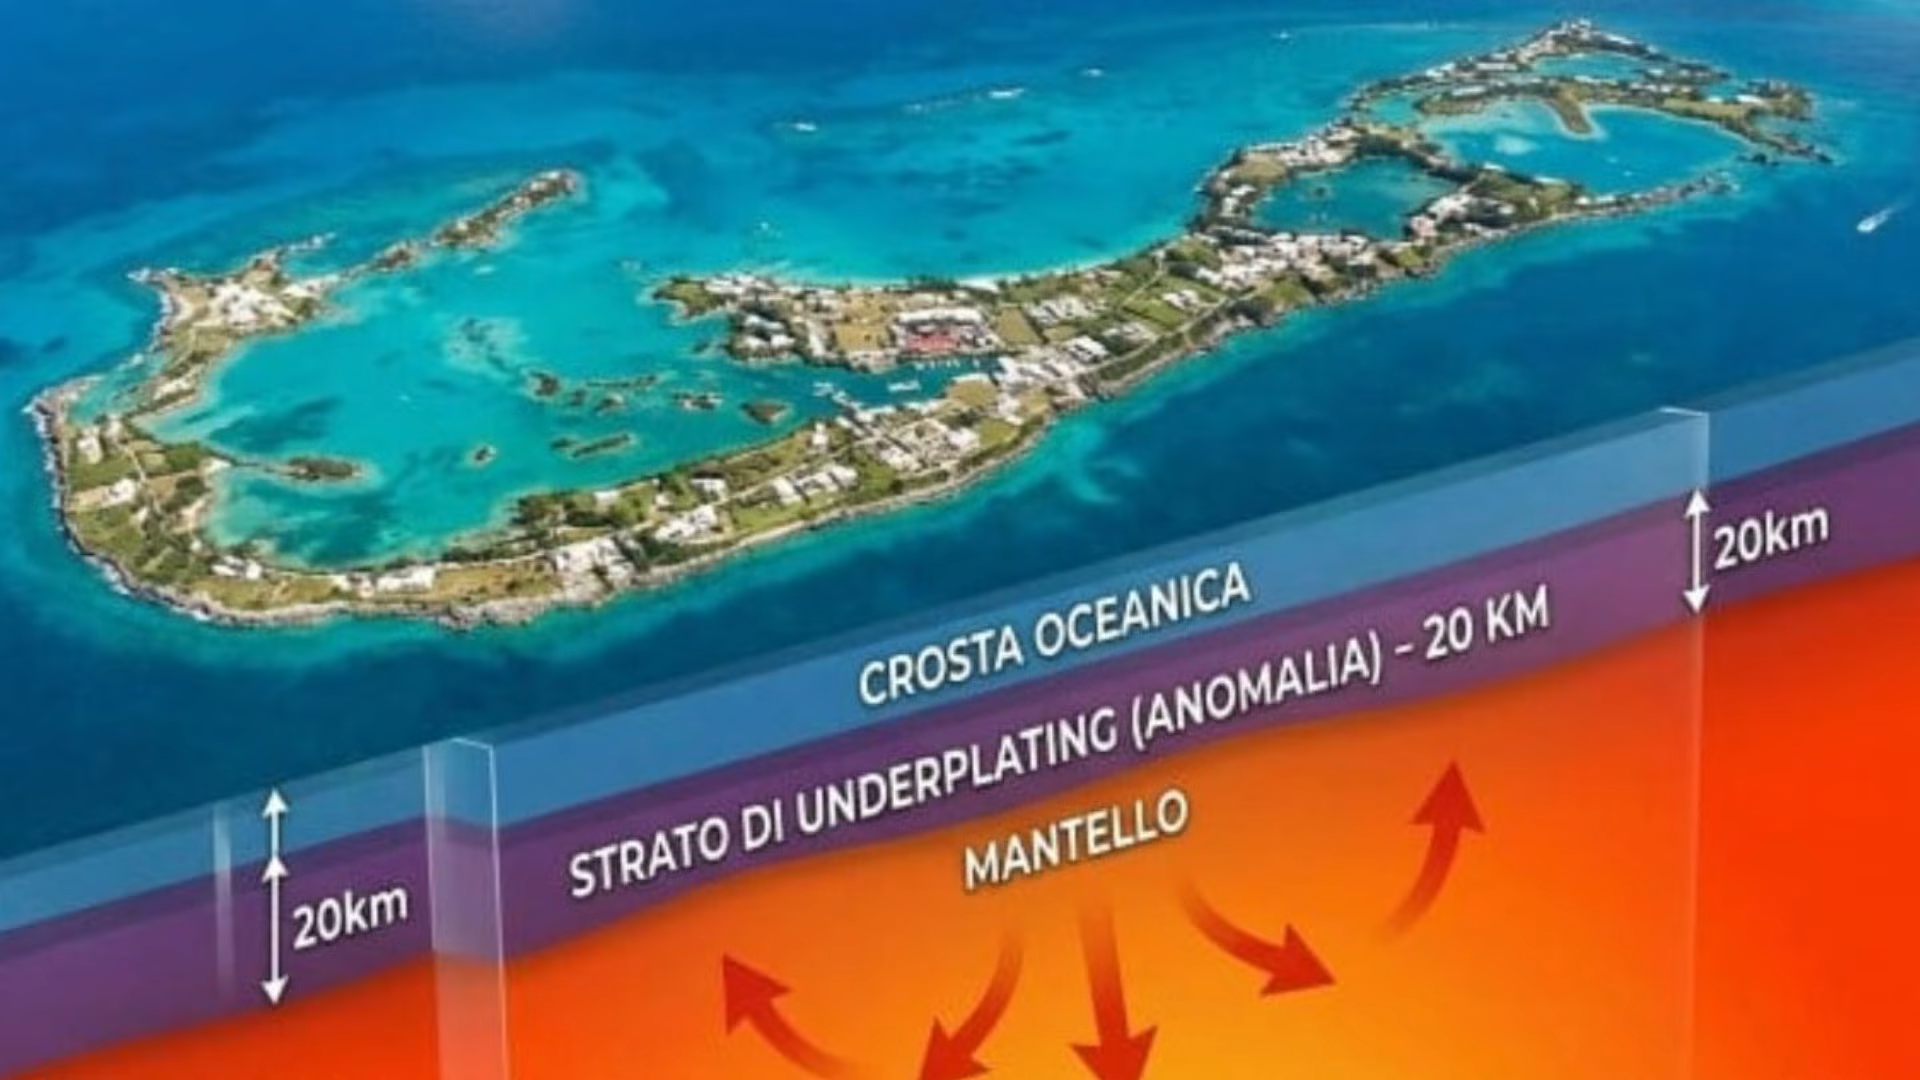 CROSTA OCEANICA
STRATO DI UNDERPLATING (ANOMALIA) – 20 KM
MANTELLO
20km
20km